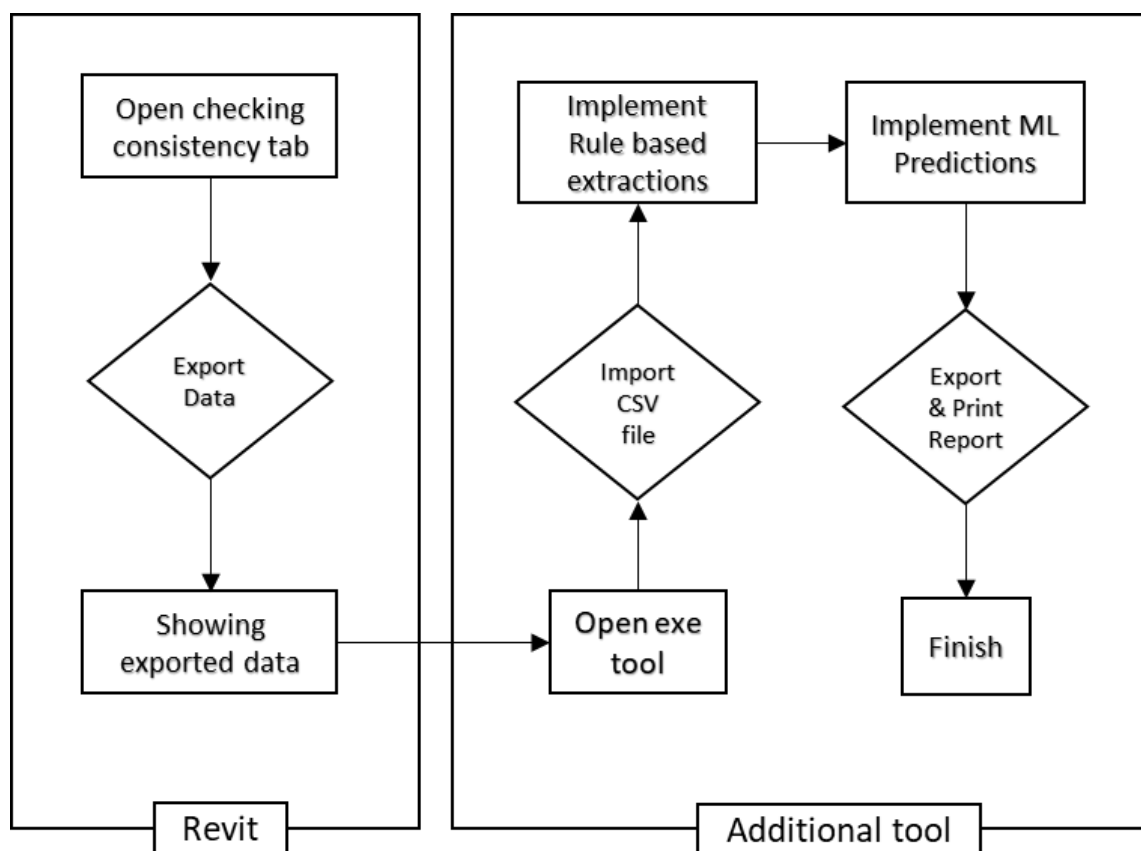 Open checking
consistency tab
Export
Data
Showing
exported data
Revit
Implement
Rule based
extractions
Implement ML
Predictions
Import
CSV
file
Export
& Print
Report
Open exe
tool
Finish
Additional tool